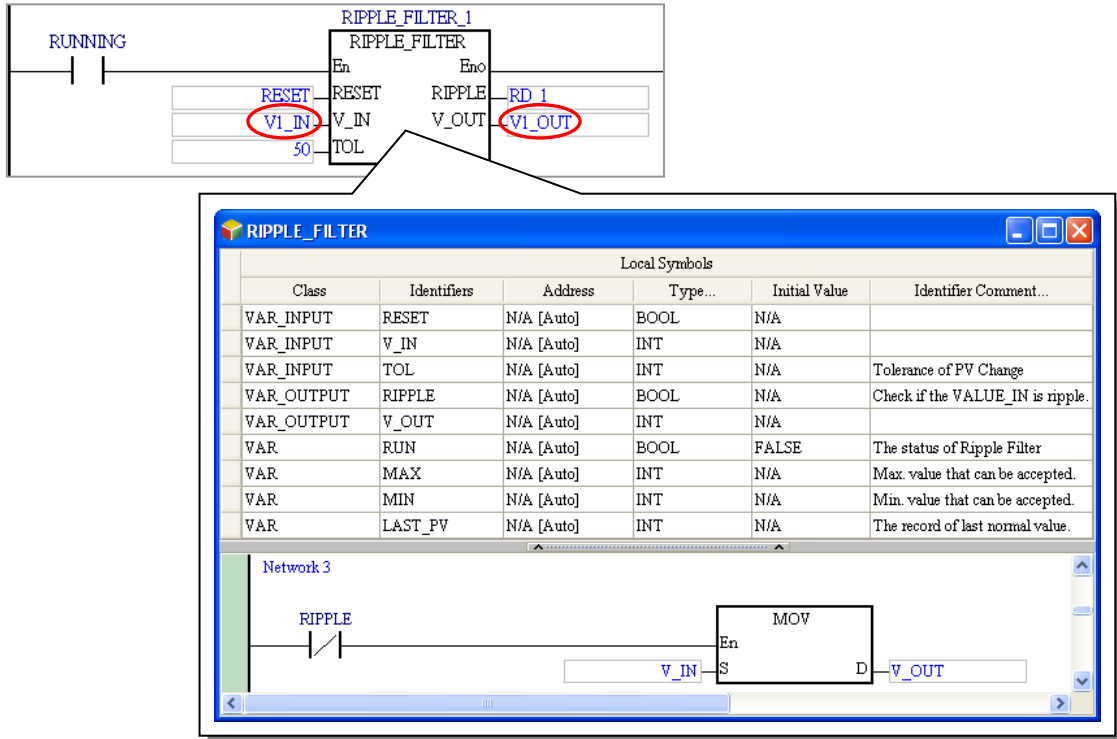 RIPPLE_FILTER_1
RUNNING
RIPPLE_FILTER
En Eno
RESET RESET RIPPLE RD_1
V1_IN V_IN V_OUT V1_OUT
50 TOL
RIPPLE_FILTER
Local Symbols
Class Identifiers Address Type... Initial Value Identifier Comment...
VAR_INPUT RESET N/A [Auto] BOOL N/A
VAR_INPUT V_IN N/A [Auto] INT N/A
VAR_INPUT TOL N/A [Auto] INT N/A Tolerance of PV Change
VAR_OUTPUT RIPPLE N/A [Auto] BOOL N/A Check if the VALUE_IN is ripple.
VAR_OUTPUT V_OUT N/A [Auto] INT N/A
VAR RUN N/A [Auto] BOOL FALSE The status of Ripple Filter
VAR MAX N/A [Auto] INT N/A Max. value that can be accepted.
VAR MIN N/A [Auto] INT N/A Min. value that can be accepted.
VAR LAST_PV N/A [Auto] INT N/A The record of last normal value.
Network 3
RIPPLE MOV
En
V_IN S D V_OUT